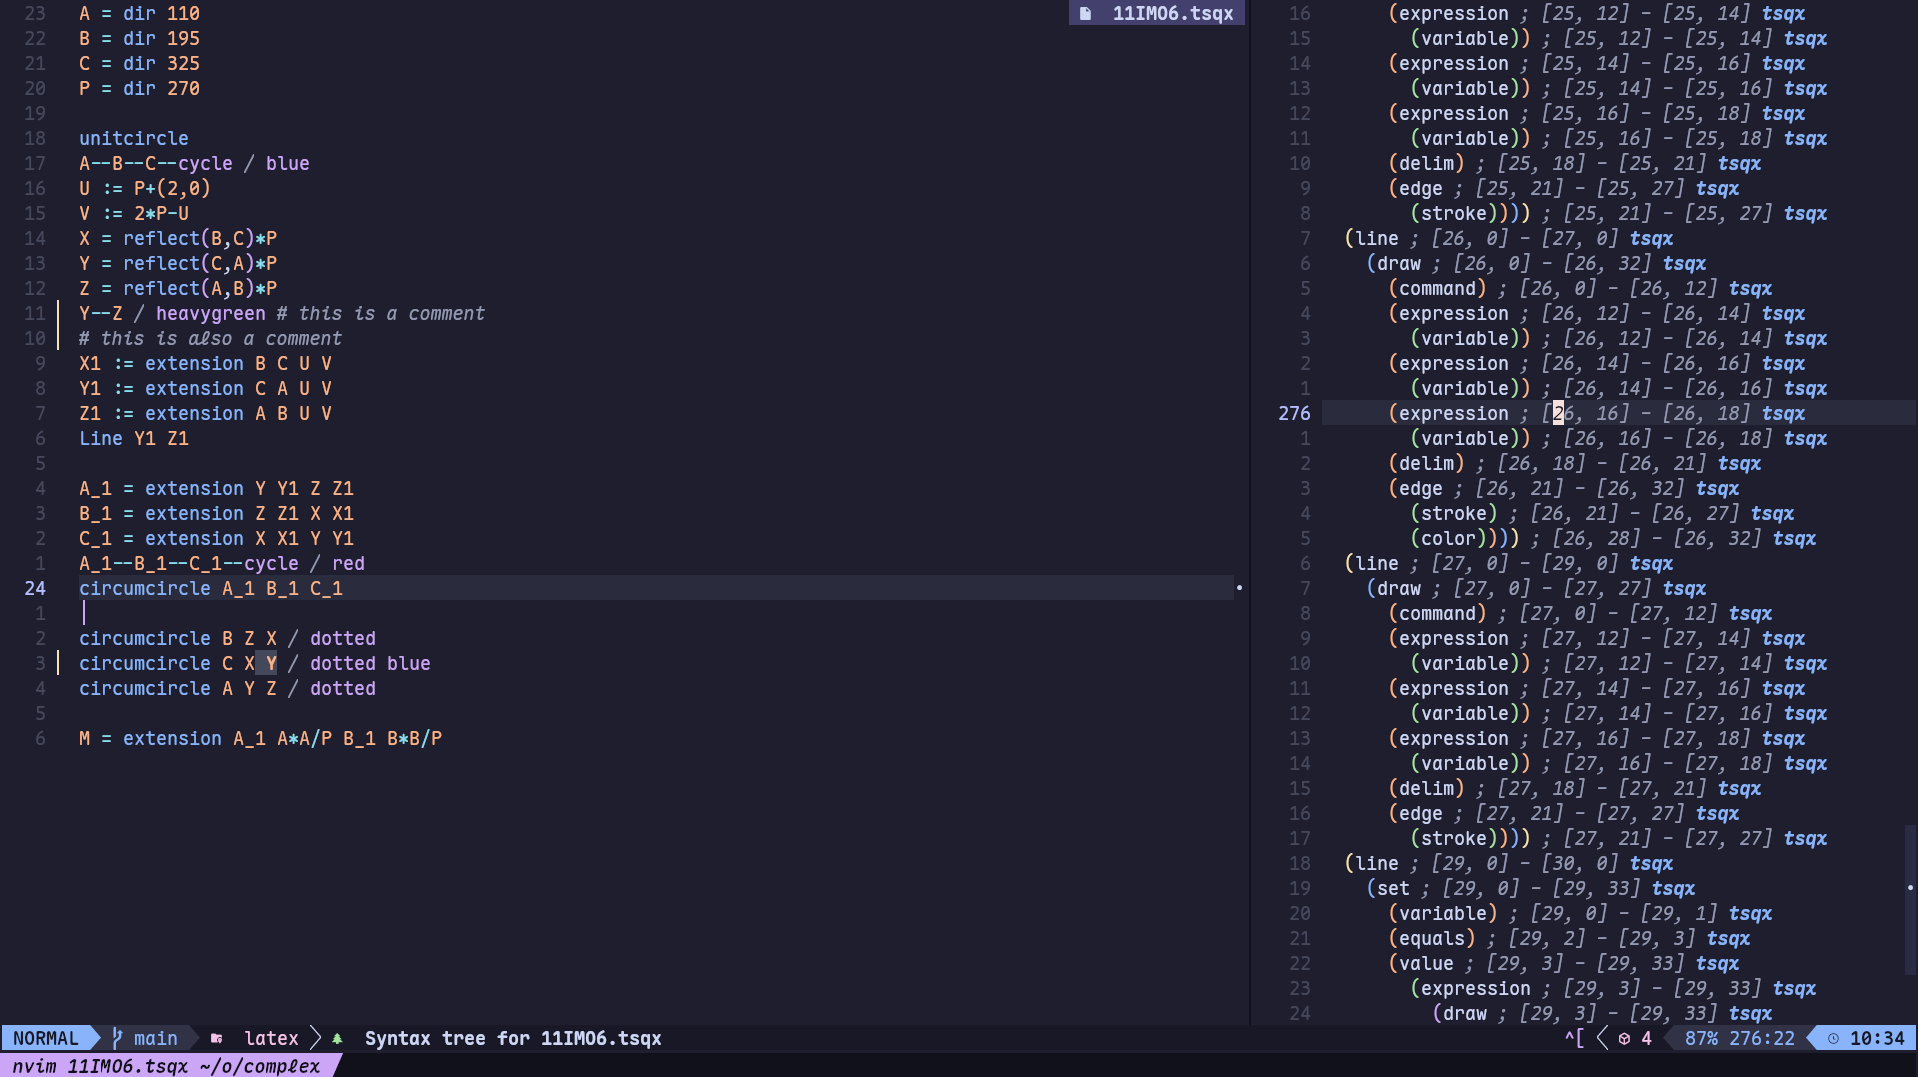 11IMO6.tsqx
23 A = dir 110
22 B = dir 195
21 C = dir 325
20 P = dir 270
19
18 unitcircle
17 A--B--C--cycle / blue
16 U := P+(2,0)
15 V := 2*P-U
14 X = reflect(B,C)*P
13 Y = reflect(C,A)*P
12 Z = reflect(A,B)*P
11 Y--Z / heavygreen # this is a comment
10 # this is also a comment
9 X1 := extension B C U V
8 Y1 := extension C A U V
7 Z1 := extension A B U V
6 Line Y1 Z1
5
4 A_1 = extension Y Y1 Z Z1
3 B_1 = extension Z Z1 X X1
2 C_1 = extension X X1 Y Y1
1 A_1--B_1--C_1--cycle / red
24 circumcircle A_1 B_1 C_1
1
2 circumcircle B Z X / dotted
3 circumcircle C X Y / dotted blue
4 circumcircle A Y Z / dotted
5
6 M = extension A_1 A*A/P B_1 B*B/P
16 (expression ; [25, 12] - [25, 14] tsqx
15 (variable)) ; [25, 12] - [25, 14] tsqx
14 (expression ; [25, 14] - [25, 16] tsqx
13 (variable)) ; [25, 14] - [25, 16] tsqx
12 (expression ; [25, 16] - [25, 18] tsqx
11 (variable)) ; [25, 16] - [25, 18] tsqx
10 (delim) ; [25, 18] - [25, 21] tsqx
9 (edge ; [25, 21] - [25, 27] tsqx
8 (stroke)))) ; [25, 21] - [25, 27] tsqx
7 (line ; [26, 0] - [27, 0] tsqx
6 (draw ; [26, 0] - [26, 32] tsqx
5 (command) ; [26, 0] - [26, 12] tsqx
4 (expression ; [26, 12] - [26, 14] tsqx
3 (variable)) ; [26, 12] - [26, 14] tsqx
2 (expression ; [26, 14] - [26, 16] tsqx
1 (variable)) ; [26, 14] - [26, 16] tsqx
276 (expression ; [26, 16] - [26, 18] tsqx
1 (variable)) ; [26, 16] - [26, 18] tsqx
2 (delim) ; [26, 18] - [26, 21] tsqx
3 (edge ; [26, 21] - [26, 32] tsqx
4 (stroke) ; [26, 21] - [26, 27] tsqx
5 (color)))) ; [26, 28] - [26, 32] tsqx
6 (line ; [27, 0] - [29, 0] tsqx
7 (draw ; [27, 0] - [27, 27] tsqx
8 (command) ; [27, 0] - [27, 12] tsqx
9 (expression ; [27, 12] - [27, 14] tsqx
10 (variable)) ; [27, 12] - [27, 14] tsqx
11 (expression ; [27, 14] - [27, 16] tsqx
12 (variable)) ; [27, 14] - [27, 16] tsqx
13 (expression ; [27, 16] - [27, 18] tsqx
14 (variable)) ; [27, 16] - [27, 18] tsqx
15 (delim) ; [27, 18] - [27, 21] tsqx
16 (edge ; [27, 21] - [27, 27] tsqx
17 (stroke)))) ; [27, 21] - [27, 27] tsqx
18 (line ; [29, 0] - [30, 0] tsqx
19 (set ; [29, 0] - [29, 33] tsqx
20 (variable) ; [29, 0] - [29, 1] tsqx
21 (equals) ; [29, 2] - [29, 3] tsqx
22 (value ; [29, 3] - [29, 33] tsqx
23 (expression ; [29, 3] - [29, 33] tsqx
24 (draw ; [29, 3] - [29, 33] tsqx
NORMAL main latex Syntax tree for 11IMO6.tsqx ^[ 4 87% 276:22 10:34
nvim 11IMO6.tsqx ~/o/complex